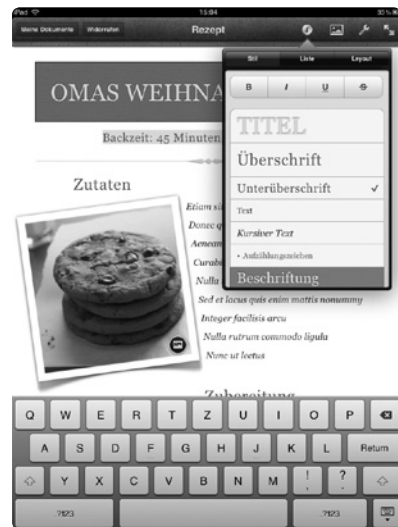 iPad 15:04 30 %
Meine Dokumente Widerrufen Rezept
Stil Liste Layout
B I U S
TITEL
Überschrift
Unterüberschrift ✓
Text
Kursiver Text
• Aufzählungszeichen
Beschriftung
OMAS WEIHNA
Backzeit: 45 Minuten
Zutaten
Etiam si
Donec q
Aenean
Curabi
Nulla
Sed et lacus quis enim mattis nonummy
Integer facilisis arcu
Nulla rutrum commodo ligula
Nunc ut lectus
Zubereitung
Q W E R T Z U I O P
A S D F G H J K L Return
Y X C V B N M ! , ? .
.?123 .?123